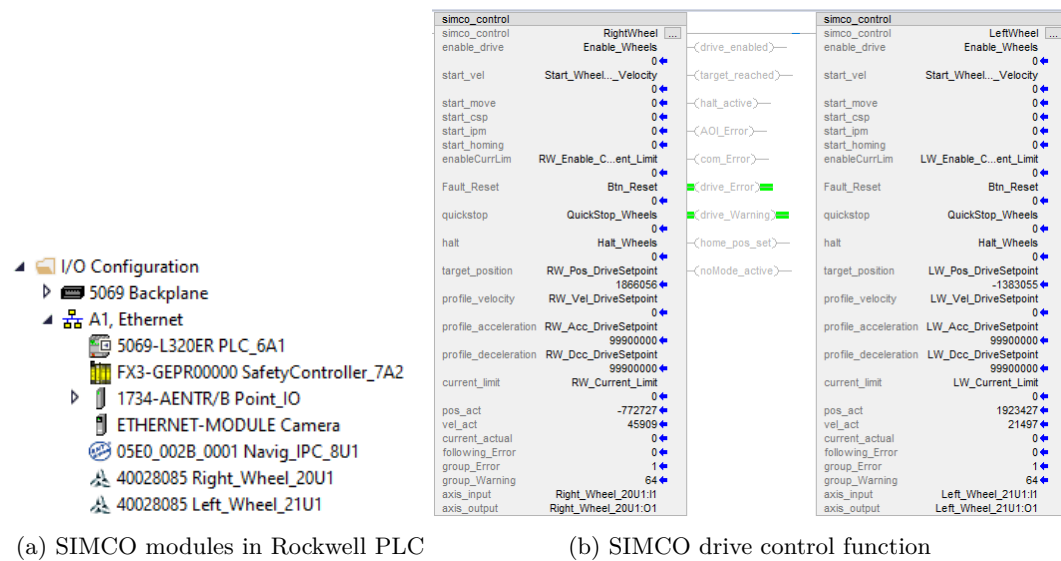 I/O Configuration
5069 Backplane
A1, Ethernet
5069-L320ER PLC_6A1
FX3-GEPR00000 SafetyController_7A2
1734-AENTR/B Point_IO
ETHERNET-MODULE Camera
05E0_002B_0001 Navig_IPC_8U1
40028085 Right_Wheel_20U1
40028085 Left_Wheel_21U1
(a) SIMCO modules in Rockwell PLC
simco_control
simco_control RightWheel ...
enable_drive Enable_Wheels
0
start_vel Start_Wheel..._Velocity
0
start_move 0
start_csp 0
start_ipm 0
start_homing 0
enableCurrLim RW_Enable_C...ent_Limit
0
Fault_Reset Btn_Reset
0
quickstop QuickStop_Wheels
0
halt Halt_Wheels
0
target_position RW_Pos_DriveSetpoint
1866056
profile_velocity RW_Vel_DriveSetpoint
0
profile_acceleration RW_Acc_DriveSetpoint
99900000
profile_deceleration RW_Dcc_DriveSetpoint
99900000
current_limit RW_Current_Limit
0
pos_act -772727
vel_act 45909
current_actual 0
following_Error 0
group_Error 1
group_Warning 64
axis_input Right_Wheel_20U1:I1
axis_output Right_Wheel_20U1:O1
(drive_enabled)
(target_reached)
(halt_active)
(AOI_Error)
(com_Error)
(drive_Error)
(drive_Warning)
(home_pos_set)
(noMode_active)
simco_control
simco_control LeftWheel ...
enable_drive Enable_Wheels
0
start_vel Start_Wheel..._Velocity
0
start_move 0
start_csp 0
start_ipm 0
start_homing 0
enableCurrLim LW_Enable_C...ent_Limit
0
Fault_Reset Btn_Reset
0
quickstop QuickStop_Wheels
0
halt Halt_Wheels
0
target_position LW_Pos_DriveSetpoint
-1383055
profile_velocity LW_Vel_DriveSetpoint
0
profile_acceleration LW_Acc_DriveSetpoint
99900000
profile_deceleration LW_Dcc_DriveSetpoint
99900000
current_limit LW_Current_Limit
0
pos_act 1923427
vel_act 21497
current_actual 0
following_Error 0
group_Error 1
group_Warning 64
axis_input Left_Wheel_21U1:I1
axis_output Left_Wheel_21U1:O1
(b) SIMCO drive control function